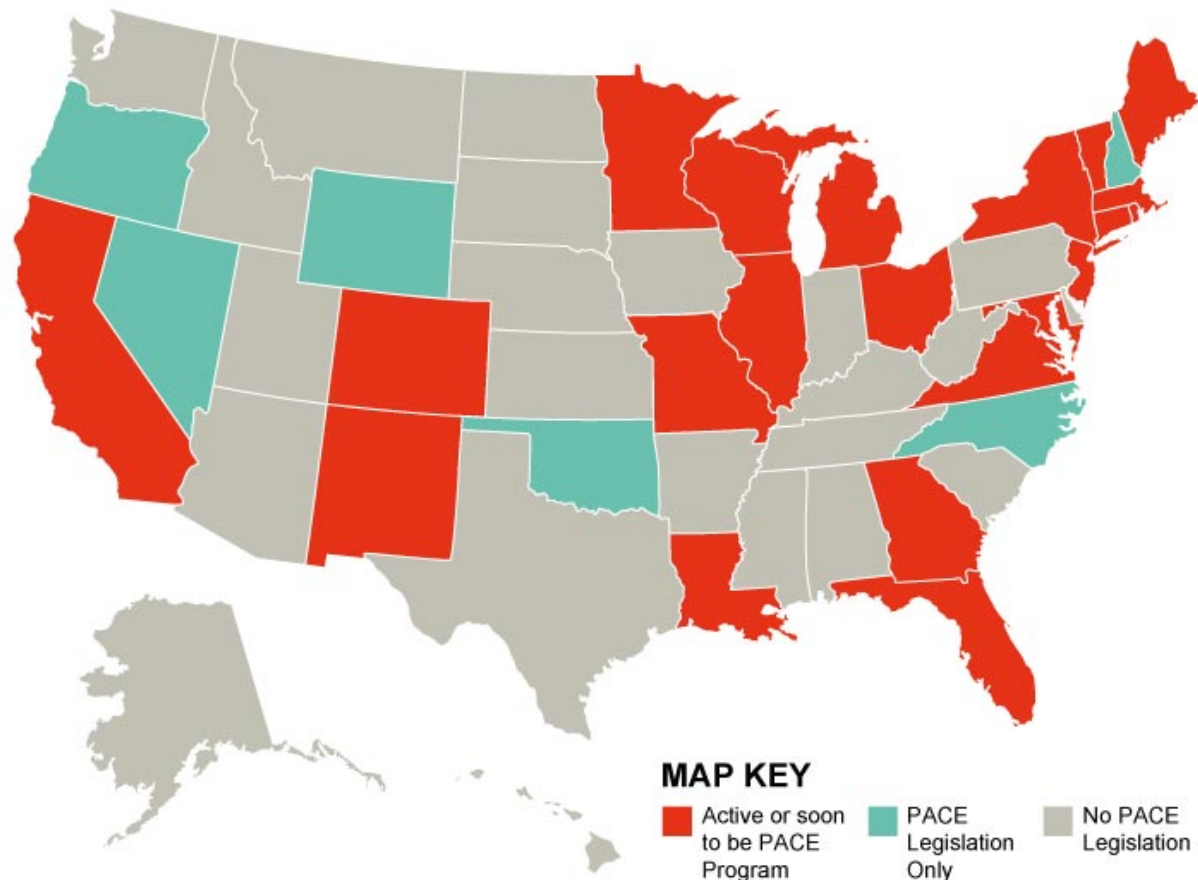 MAP KEY
Active or soon
to be PACE
Program
PACE
Legislation
Only
No PACE
Legislation